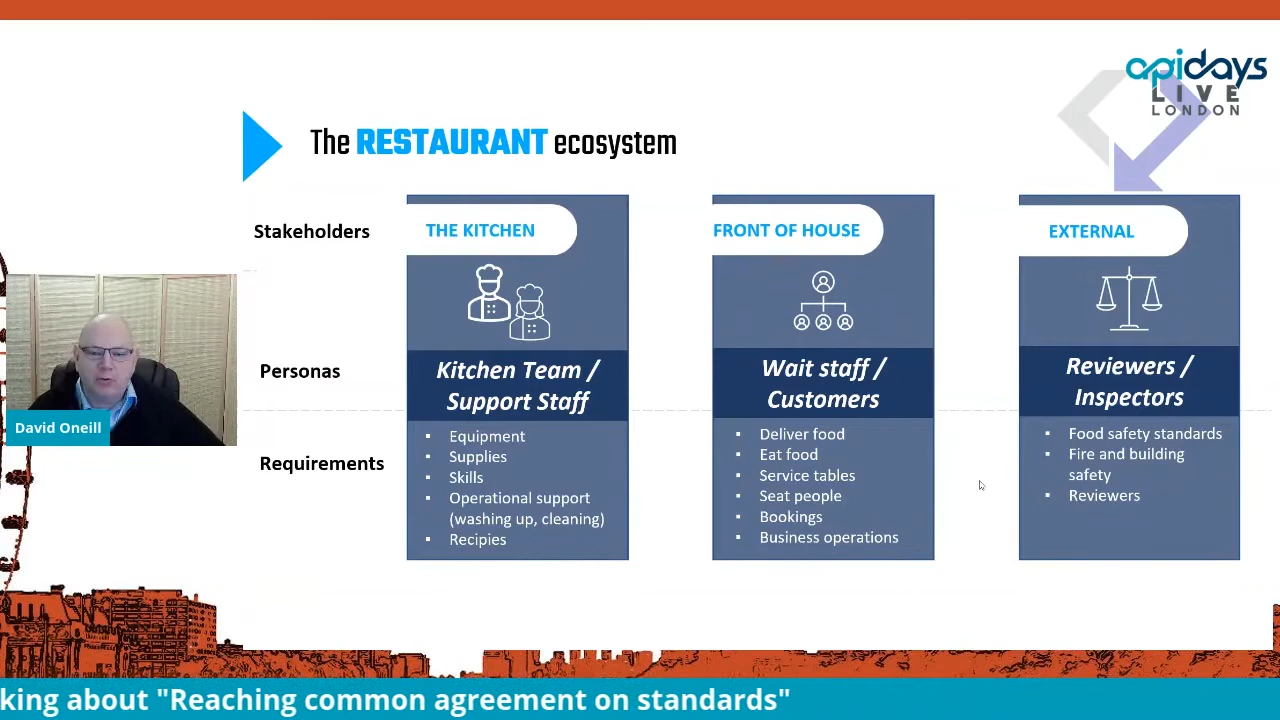 apidays
LIVE
LONDON
The RESTAURANT ecosystem
Stakeholders
THE KITCHEN
FRONT OF HOUSE
EXTERNAL
Personas
Kitchen Team /
Support Staff
Wait staff /
Customers
Reviewers /
Inspectors
Requirements
▪ Equipment
▪ Supplies
▪ Skills
▪ Operational support
(washing up, cleaning)
▪ Recipies
▪ Deliver food
▪ Eat food
▪ Service tables
▪ Seat people
▪ Bookings
▪ Business operations
▪ Food safety standards
▪ Fire and building
safety
▪ Reviewers
David Oneill
king about "Reaching common agreement on standards"